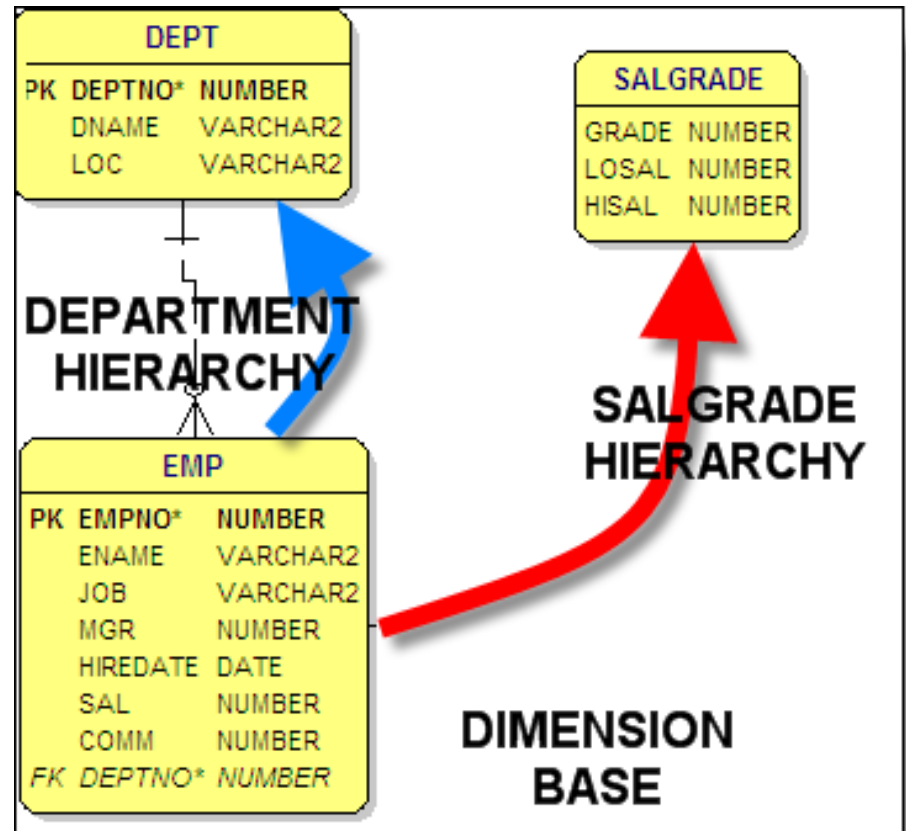 DEPT
PK DEPTNO* NUMBER
DNAME VARCHAR2
LOC VARCHAR2
SALGRADE
GRADE NUMBER
LOSAL NUMBER
HISAL NUMBER
DEPARTMENT
HIERARCHY
SALGRADE
HIERARCHY
EMP
PK EMPNO* NUMBER
ENAME VARCHAR2
JOB VARCHAR2
MGR NUMBER
HIREDATE DATE
SAL NUMBER
COMM NUMBER
FK DEPTNO* NUMBER
DIMENSION
BASE